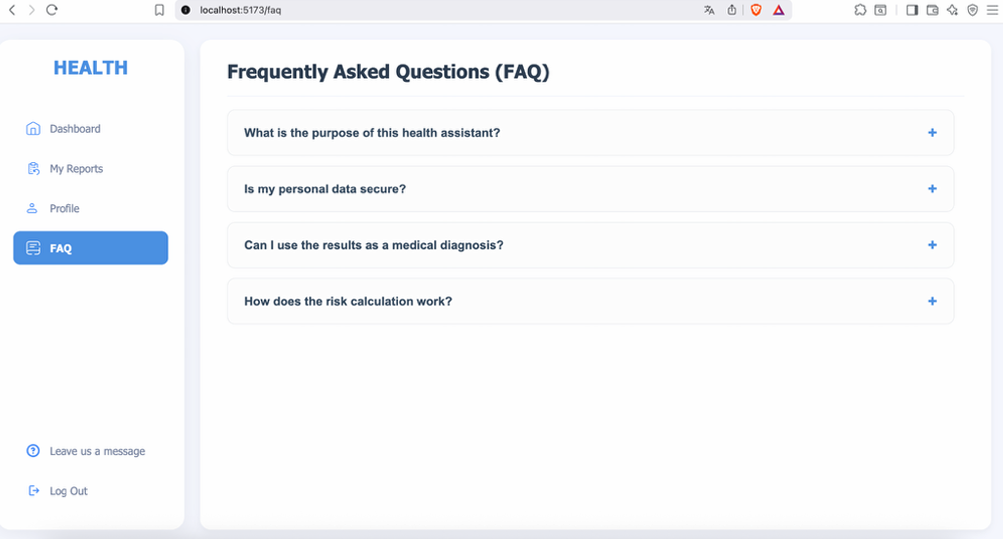 localhost:5173/faq
HEALTH
Dashboard
My Reports
Profile
FAQ
Leave us a message
Log Out
Frequently Asked Questions (FAQ)
What is the purpose of this health assistant? +
Is my personal data secure? +
Can I use the results as a medical diagnosis? +
How does the risk calculation work? +